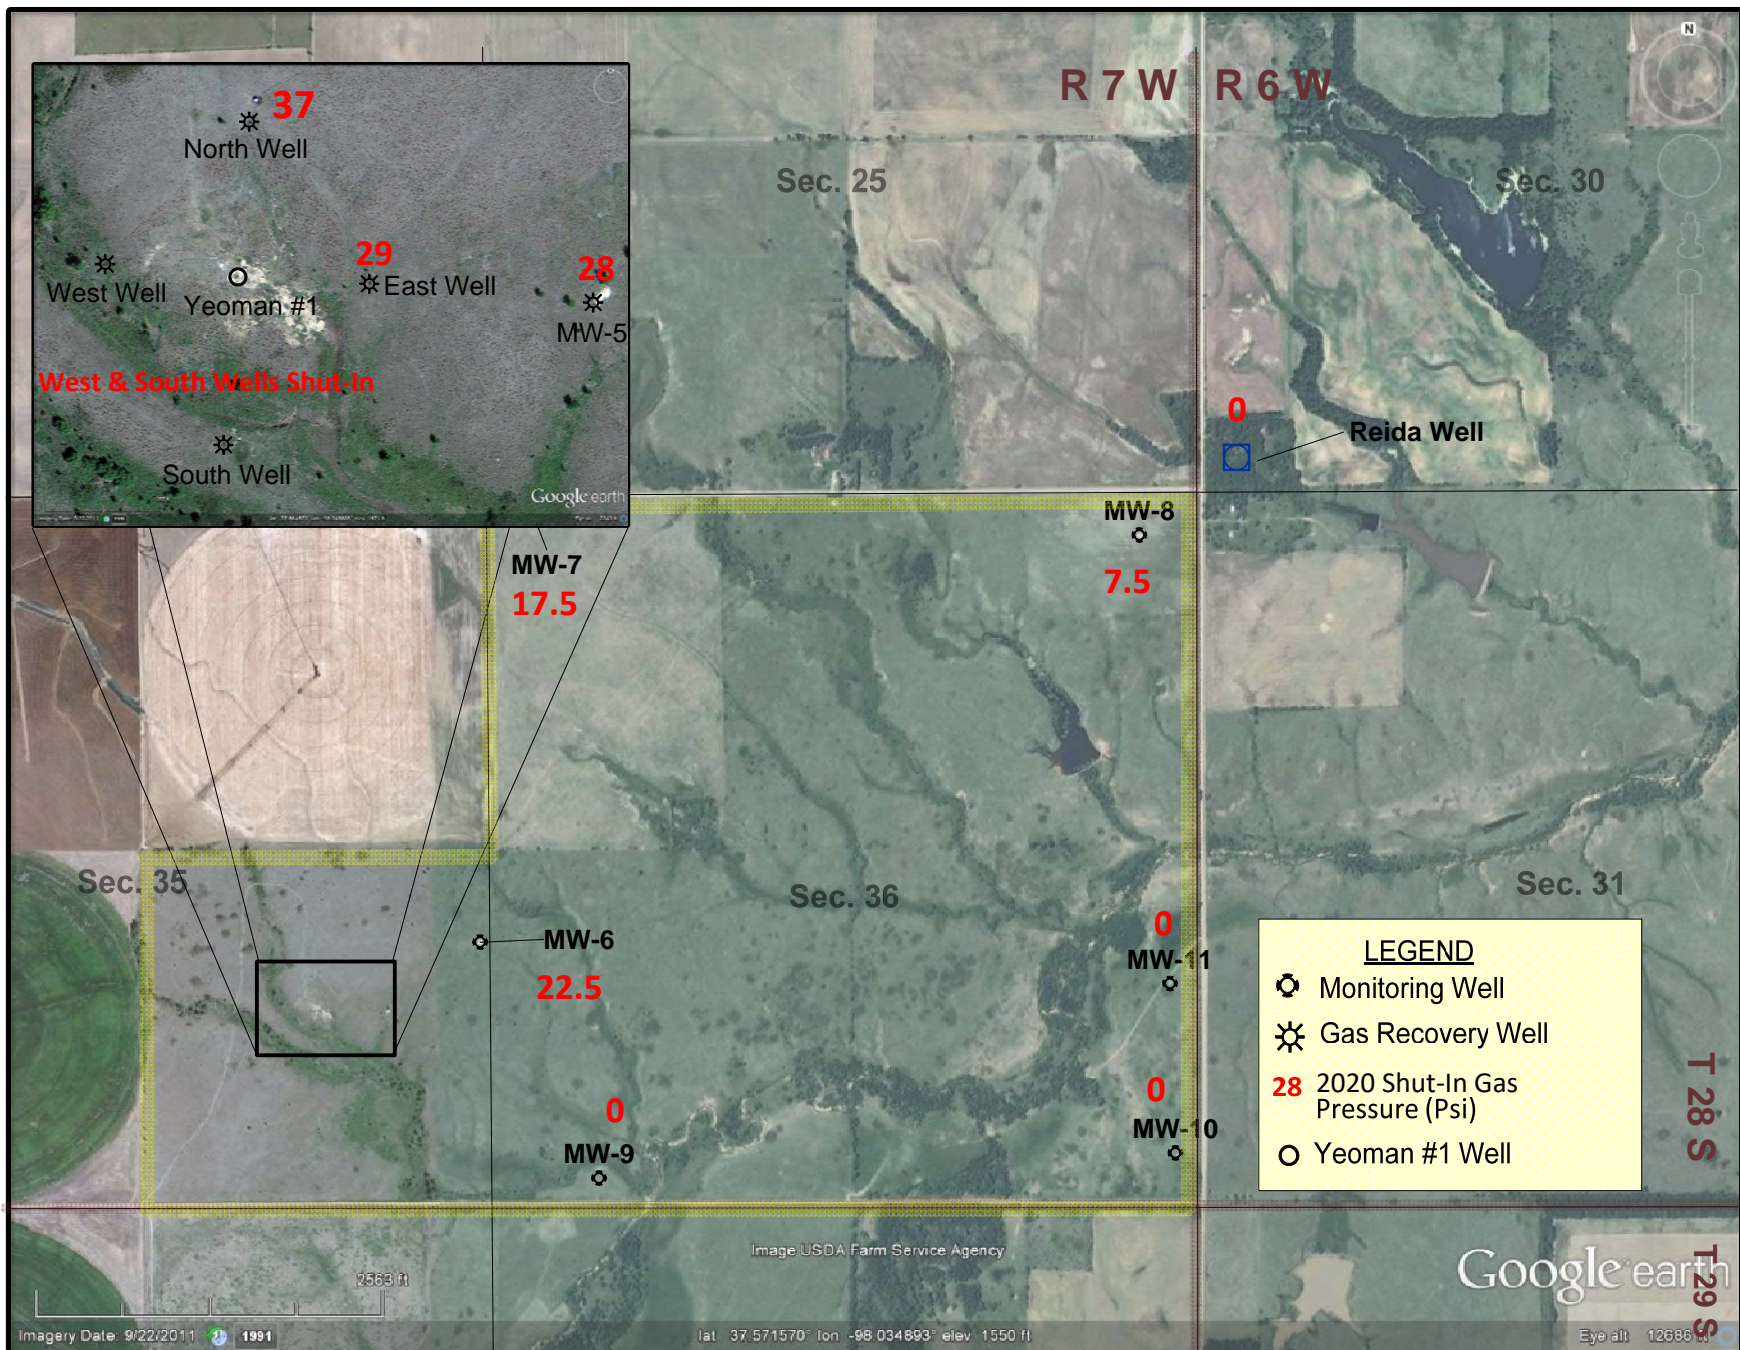 R 7 W
R 6 W
N
37
North Well
Sec. 25
Sec. 30
29
28
West Well
Yeoman #1
East Well
MW-5
West & South Wells Shut-In
0
Reida Well
South Well
Google earth
MW-8
7.5
MW-7
17.5
Sec. 35
Sec. 36
Sec. 31
MW-6
22.5
0
MW-11
LEGEND
Monitoring Well
Gas Recovery Well
28 2020 Shut-In Gas
Pressure (Psi)
Yeoman #1 Well
0
MW-9
0
MW-10
T 28 S
T 29 S
Image USDA Farm Service Agency
Google earth
2563 ft
Imagery Date: 9/22/2011
1991
lat 37.571570° lon -98.034893° elev 1550 ft
Eye alt 12686 ft